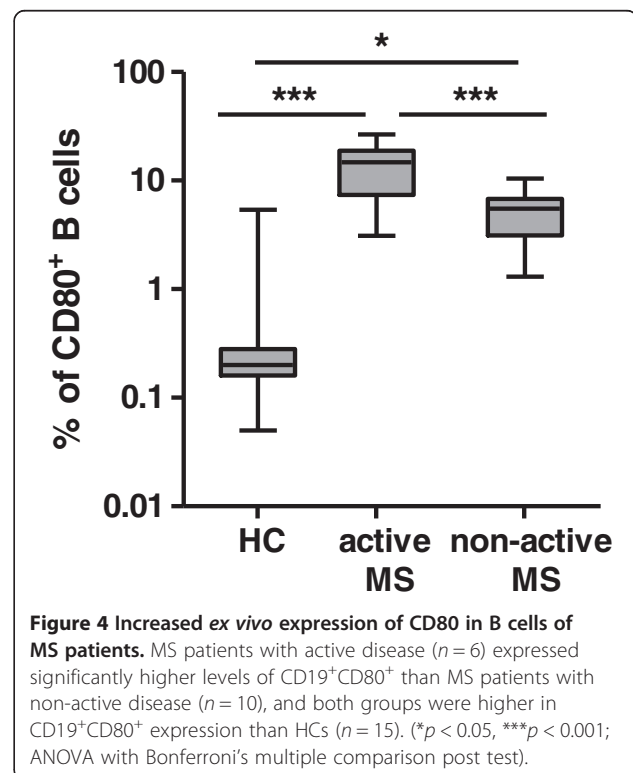 *
*** ***
100
10
1
0.1
0.01
% of CD80⁺ B cells
HC active non-active
MS MS
Figure 4 Increased ex vivo expression of CD80 in B cells of
MS patients. MS patients with active disease (n = 6) expressed
significantly higher levels of CD19⁺CD80⁺ than MS patients with
non-active disease (n = 10), and both groups were higher in
CD19⁺CD80⁺ expression than HCs (n = 15). (*p < 0.05, ***p < 0.001;
ANOVA with Bonferroni’s multiple comparison post test).